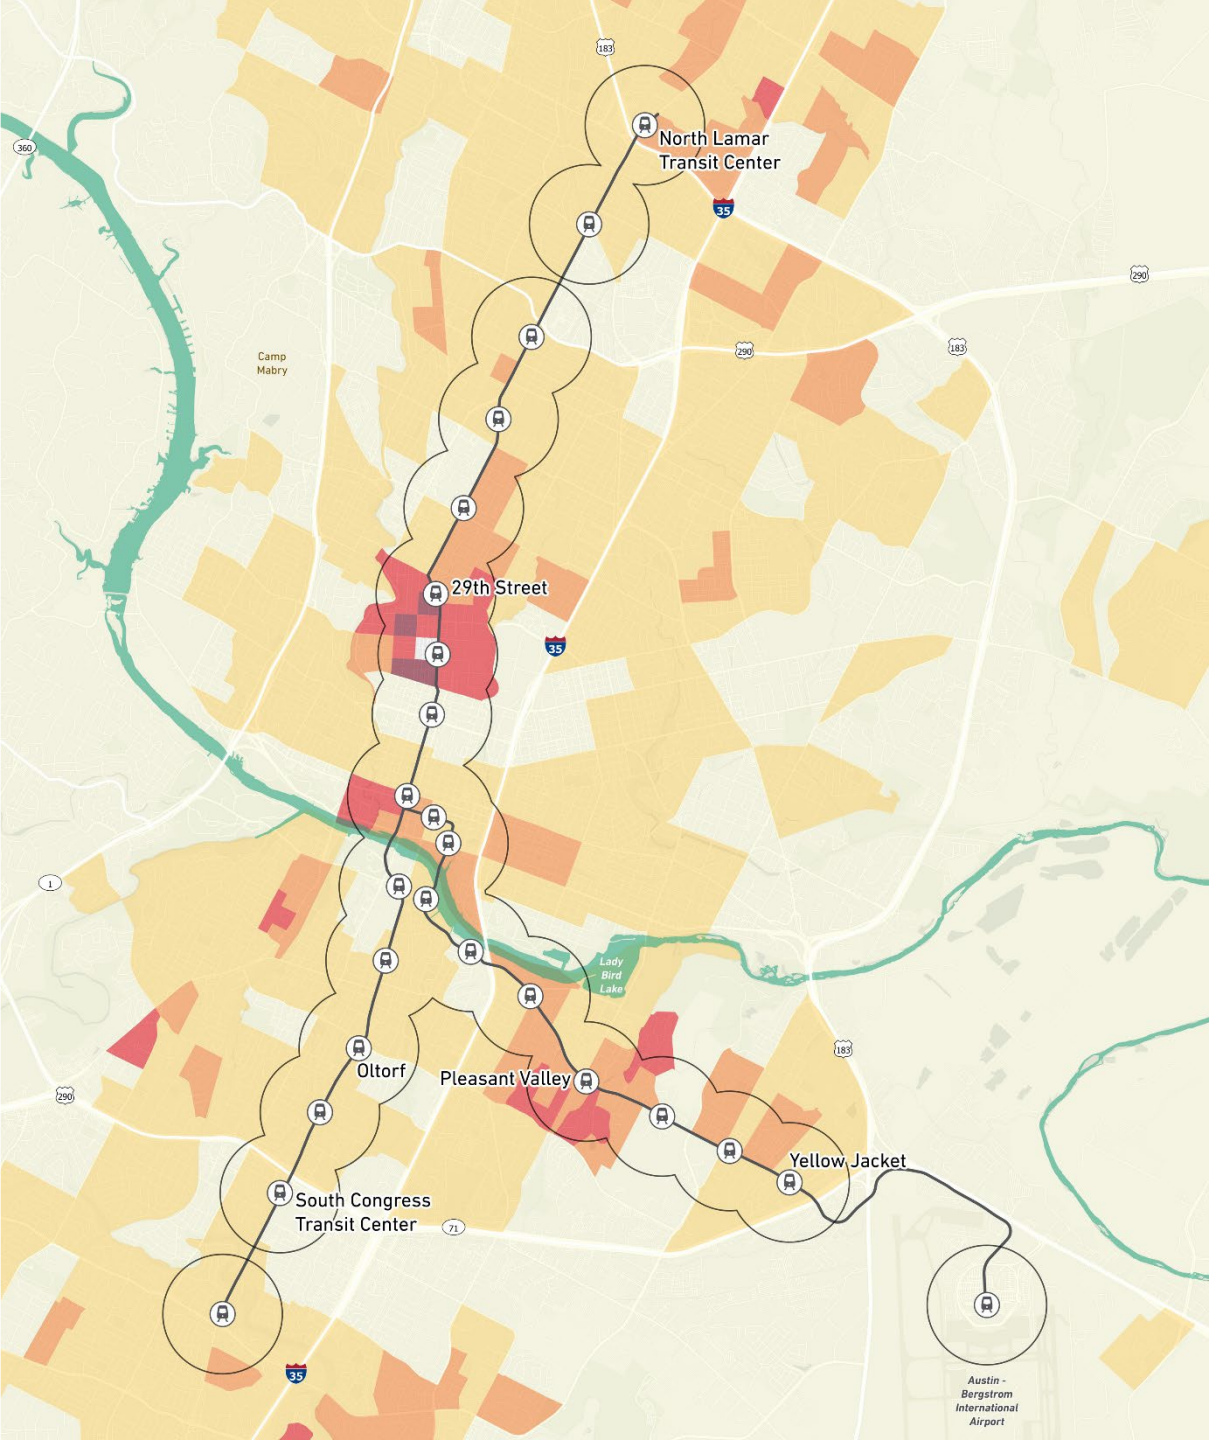 183
360
North Lamar
Transit Center
35
290
Camp
Mabry
290
183
29th Street
35
1
Lady
Bird
Lake
183
Oltorf
Pleasant Valley
290
Yellow Jacket
South Congress
Transit Center
71
35
Austin -
Bergstrom
International
Airport